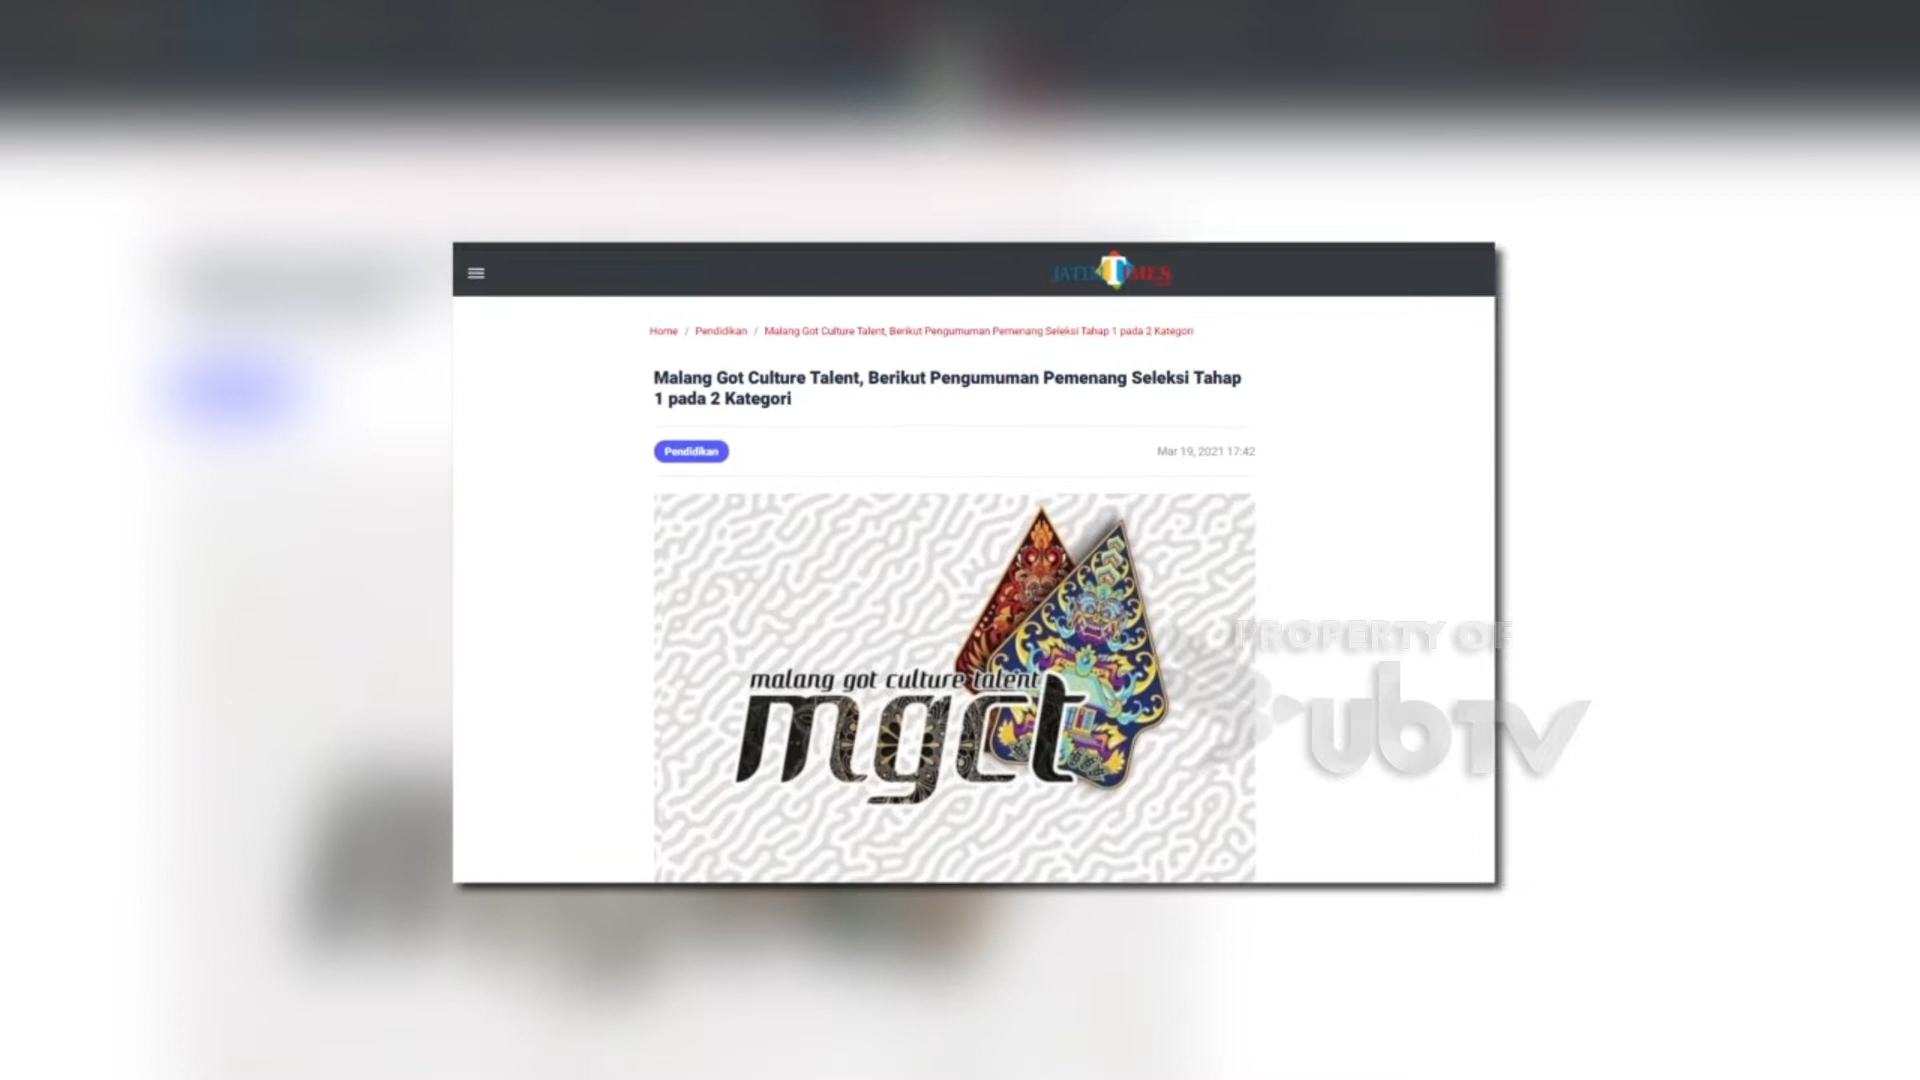 JATIMTIMES
Home / Pendidikan / Malang Got Culture Talent, Berikut Pengumuman Pemenang Seleksi Tahap 1 pada 2 Kategori
Malang Got Culture Talent, Berikut Pengumuman Pemenang Seleksi Tahap
1 pada 2 Kategori
Pendidikan
Mar 19, 2021 17:42
malang got culture talent
mgct
PROPERTY OF
ubTV